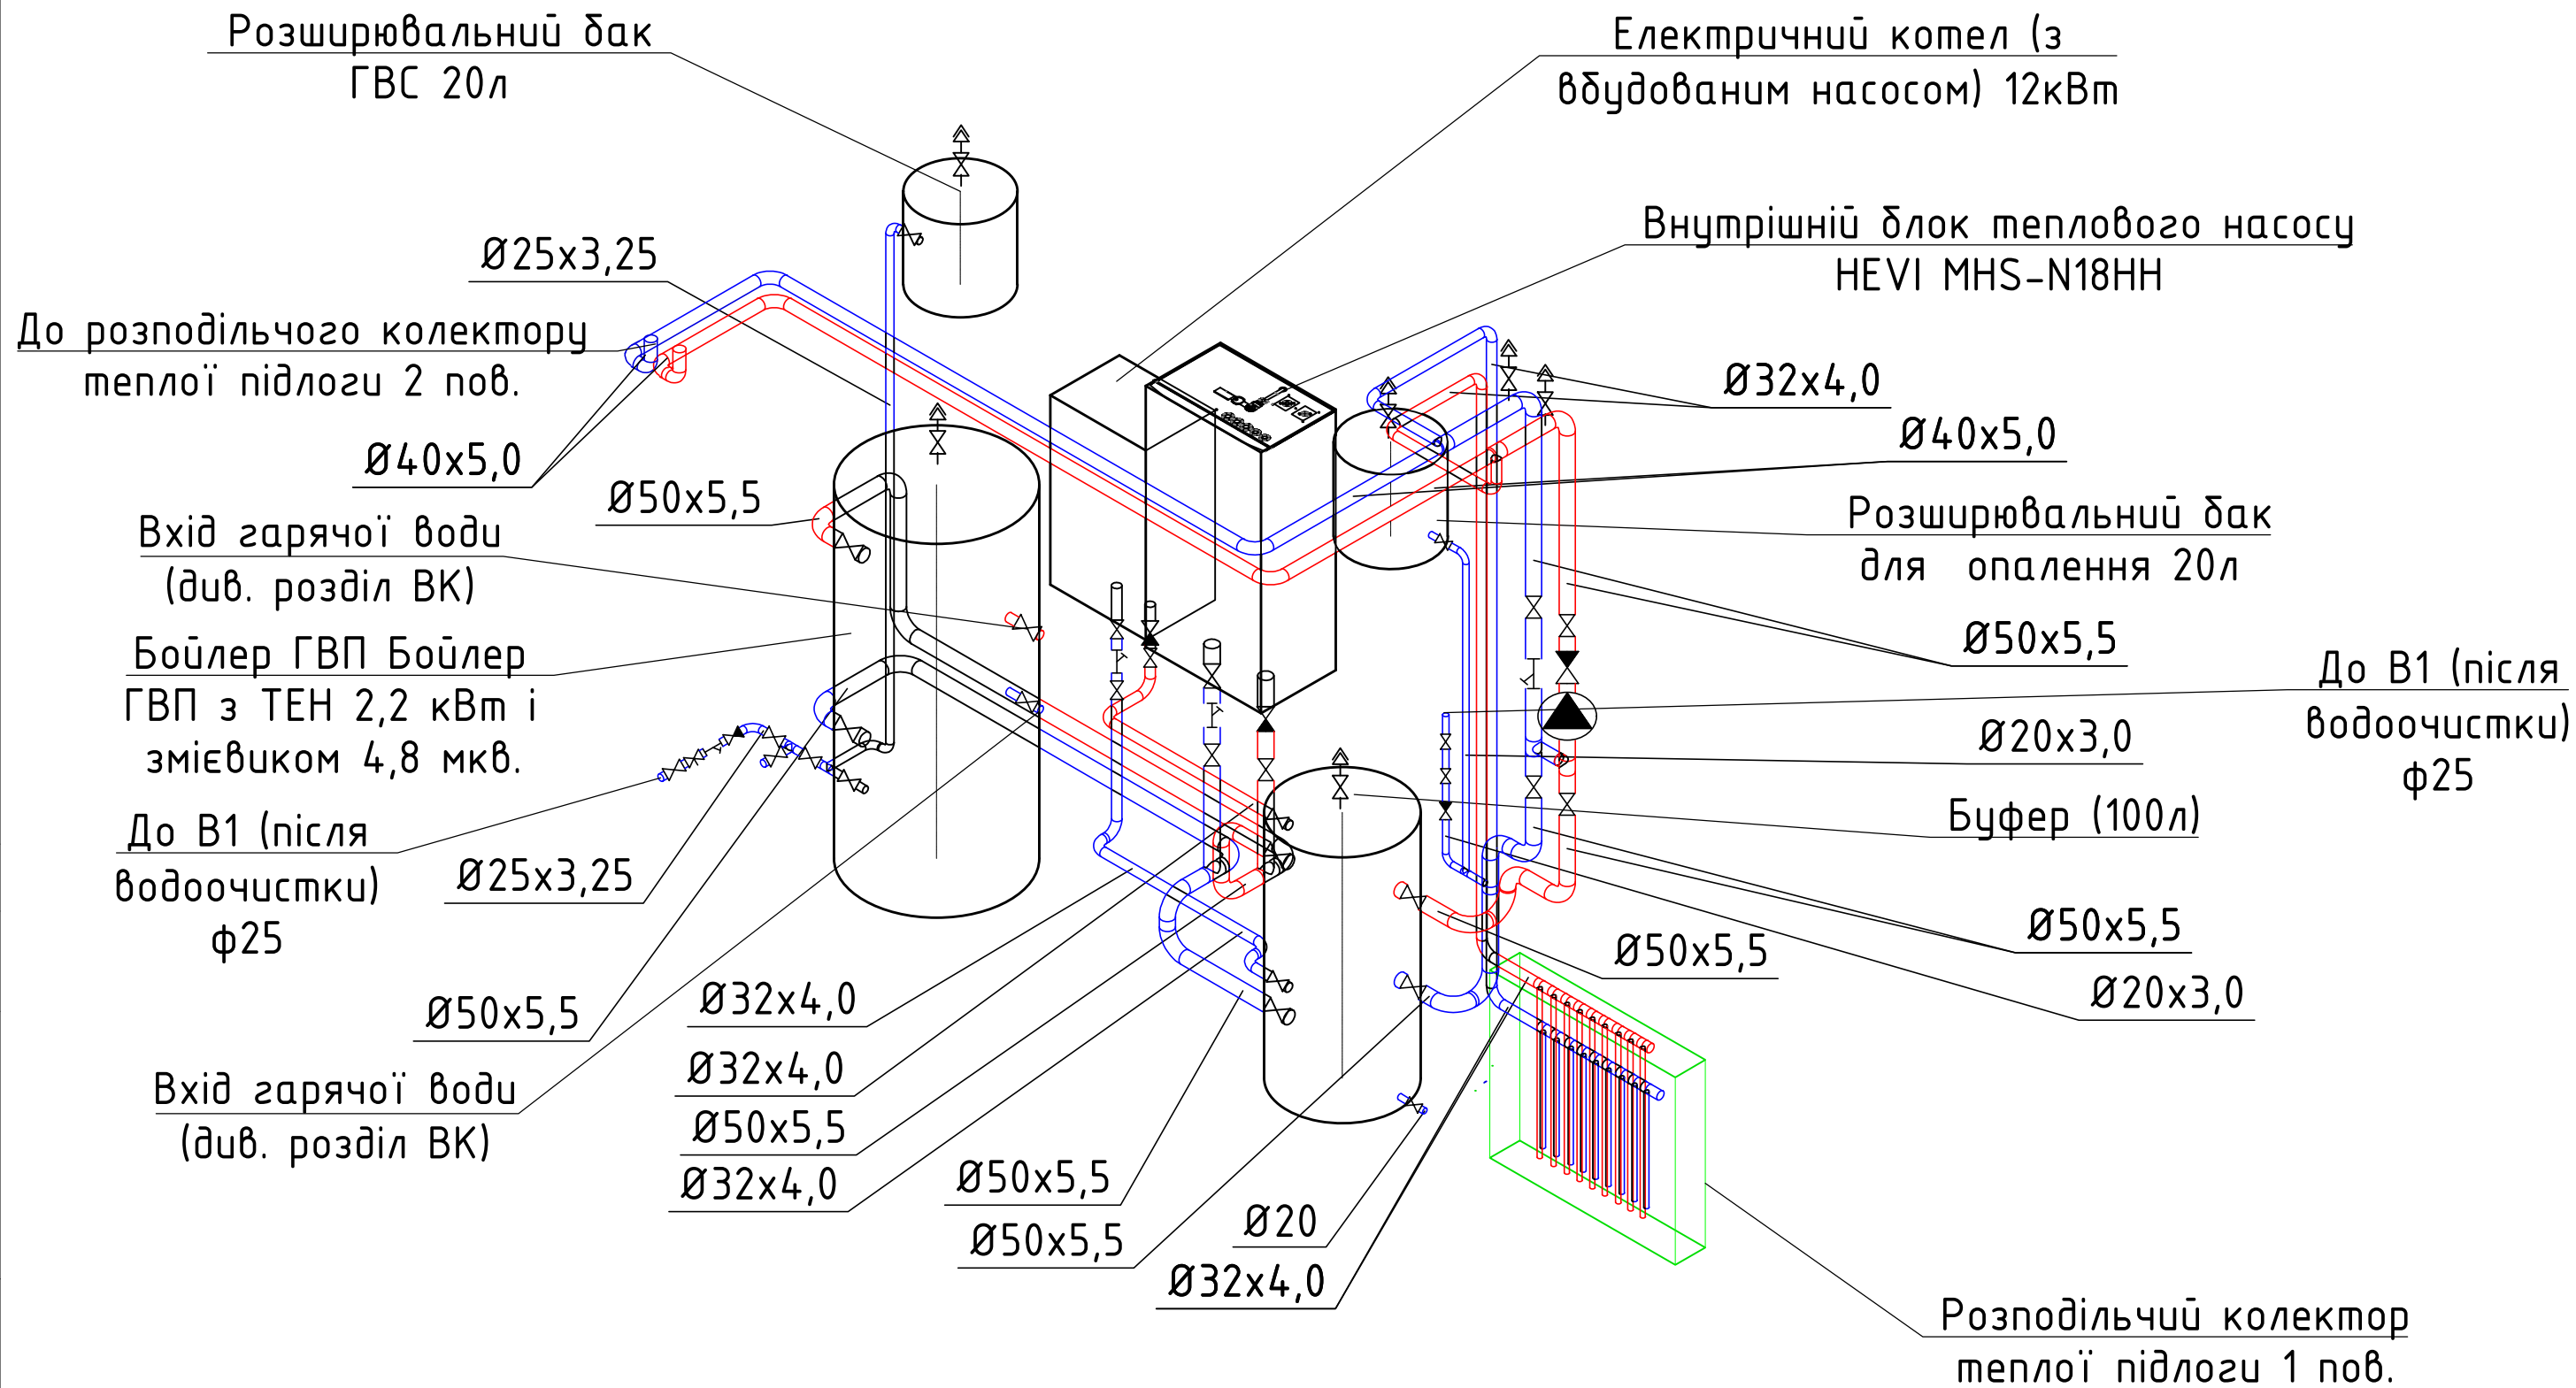 Розширювальний бак
ГВС 20л
Електричний котел (з
вбудованим насосом) 12кВт
Внутрішній блок теплового насосу
HEVI MHS-N18HH
Ø25x3,25
До розподільчого колектору
теплої підлоги 2 пов.
Ø32x4,0
Ø40x5,0
Ø40x5,0
Ø50x5,5
Вхід гарячої води
(див. розділ ВК)
Розширювальний бак
для опалення 20л
Ø50x5,5
Бойлер ГВП Бойлер
ГВП з ТЕН 2,2 кВт і
змієвиком 4,8 мкв.
До В1 (після
водоочистки)
ф25
Ø20x3,0
Буфер (100л)
До В1 (після
водоочистки)
ф25
Ø25x3,25
Ø50x5,5
Ø50x5,5
Ø20x3,0
Ø50x5,5
Ø32x4,0
Ø32x4,0
Ø50x5,5
Ø32x4,0
Вхід гарячої води
(див. розділ ВК)
Ø50x5,5
Ø50x5,5
Ø20
Ø32x4,0
Розподільчий колектор
теплої підлоги 1 пов.